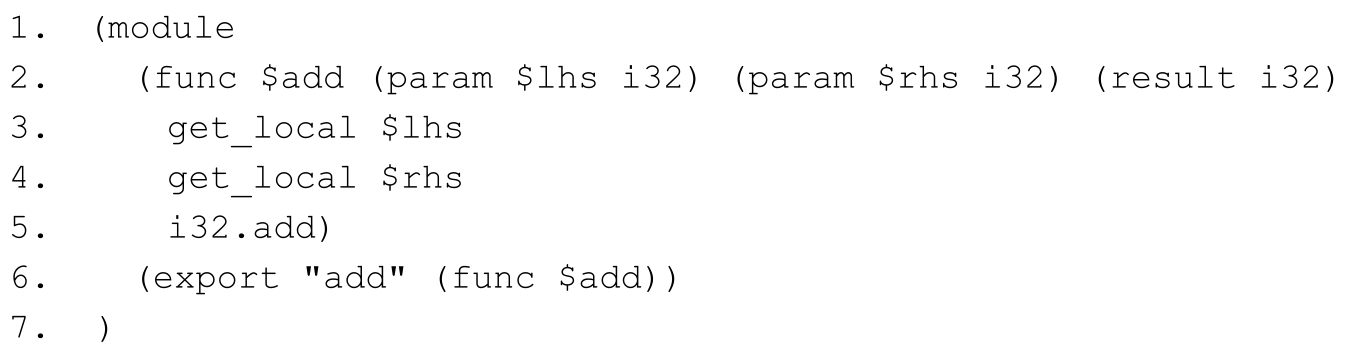 1. (module
2. (func $add (param $lhs i32) (param $rhs i32) (result i32)
3. get_local $lhs
4. get_local $rhs
5. i32.add)
6. (export "add" (func $add))
7. )